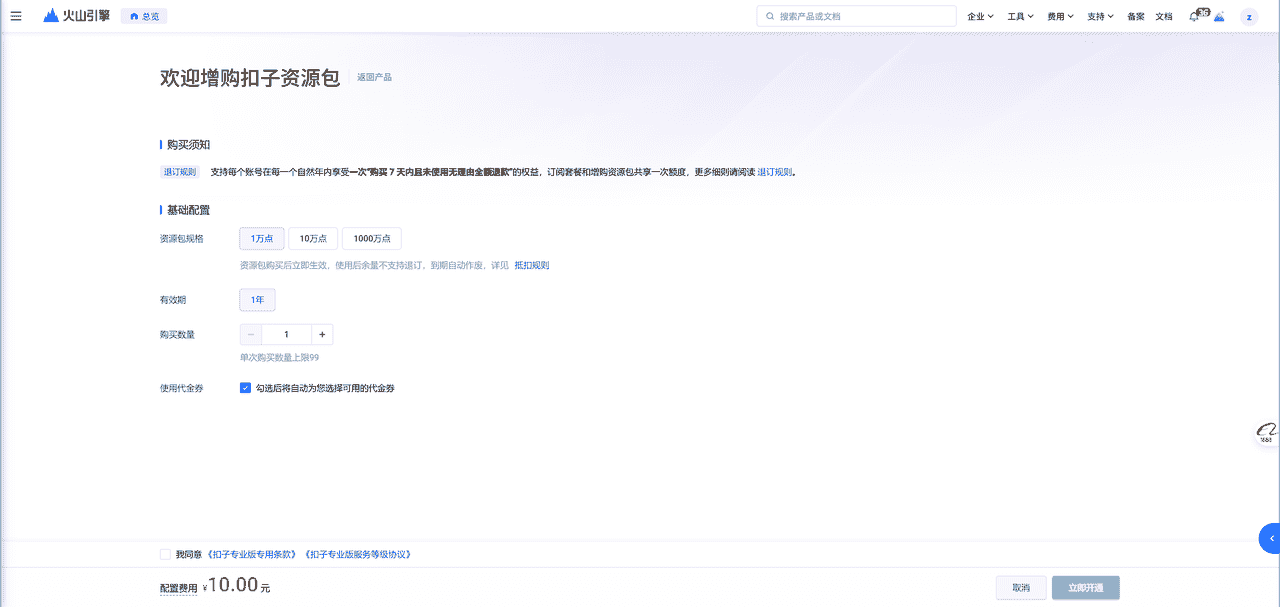 火山引擎 总览 搜索产品或文档 企业 工具 费用 支持 备案 文档 36 z
欢迎增购扣子资源包 返回产品
购买须知
退订规则 支持每个账号在每一个自然年内享受一次“购买 7 天内且未使用无理由全额退款”的权益，订阅套餐和增购资源包共享一次额度，更多细则请阅读 退订规则。
基础配置
资源包规格 1万点 10万点 1000万点
资源包购买后立即生效，使用后余量不支持退订，到期自动作废，详见 抵扣规则
有效期 1年
购买数量 − 1 +
单次购买数量上限99
使用代金券 勾选后将自动为您选择可用的代金券
我同意 《扣子专业版专用条款》 《扣子专业版服务等级协议》
配置费用 ¥10.00 元 取消 立即开通